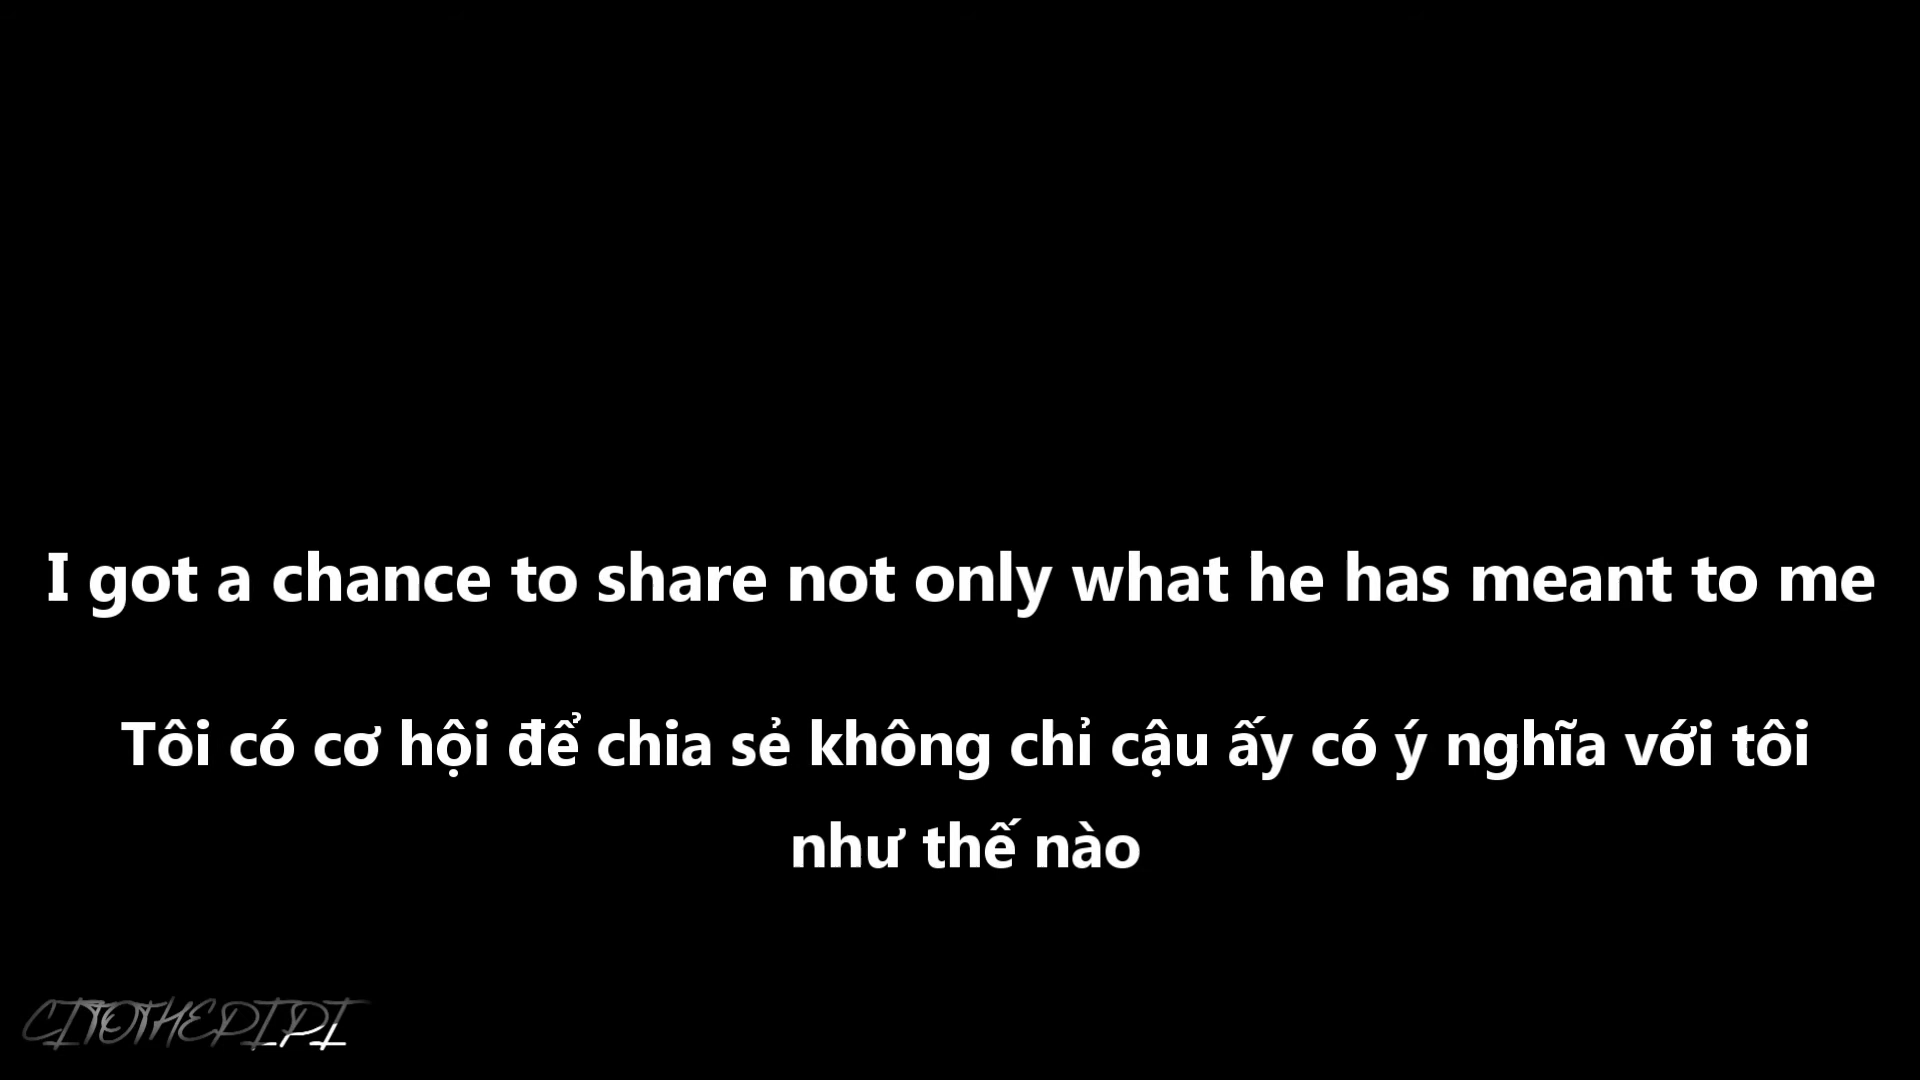 I got a chance to share not only what he has meant to me
Tôi có cơ hội để chia sẻ không chỉ cậu ấy có ý nghĩa với tôi
như thế nào
CITOTHEPIPI